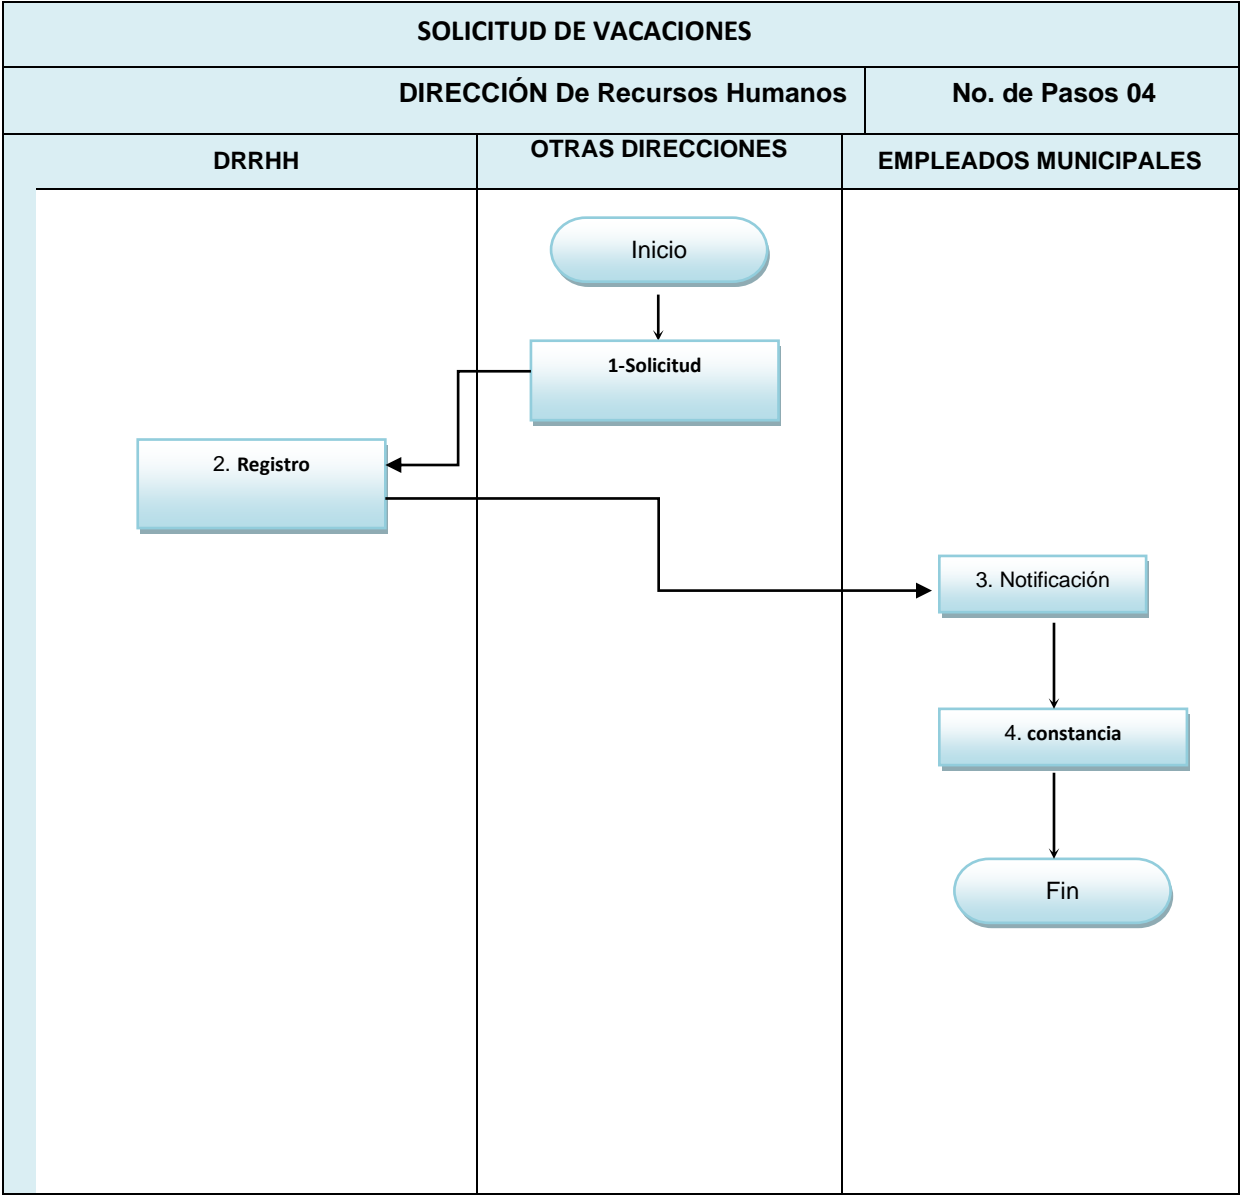 SOLICITUD DE VACACIONES
DIRECCIÓN De Recursos Humanos
No. de Pasos 04
DRRHH
OTRAS DIRECCIONES
EMPLEADOS MUNICIPALES
Inicio
1-Solicitud
2. Registro
3. Notificación
4. constancia
Fin